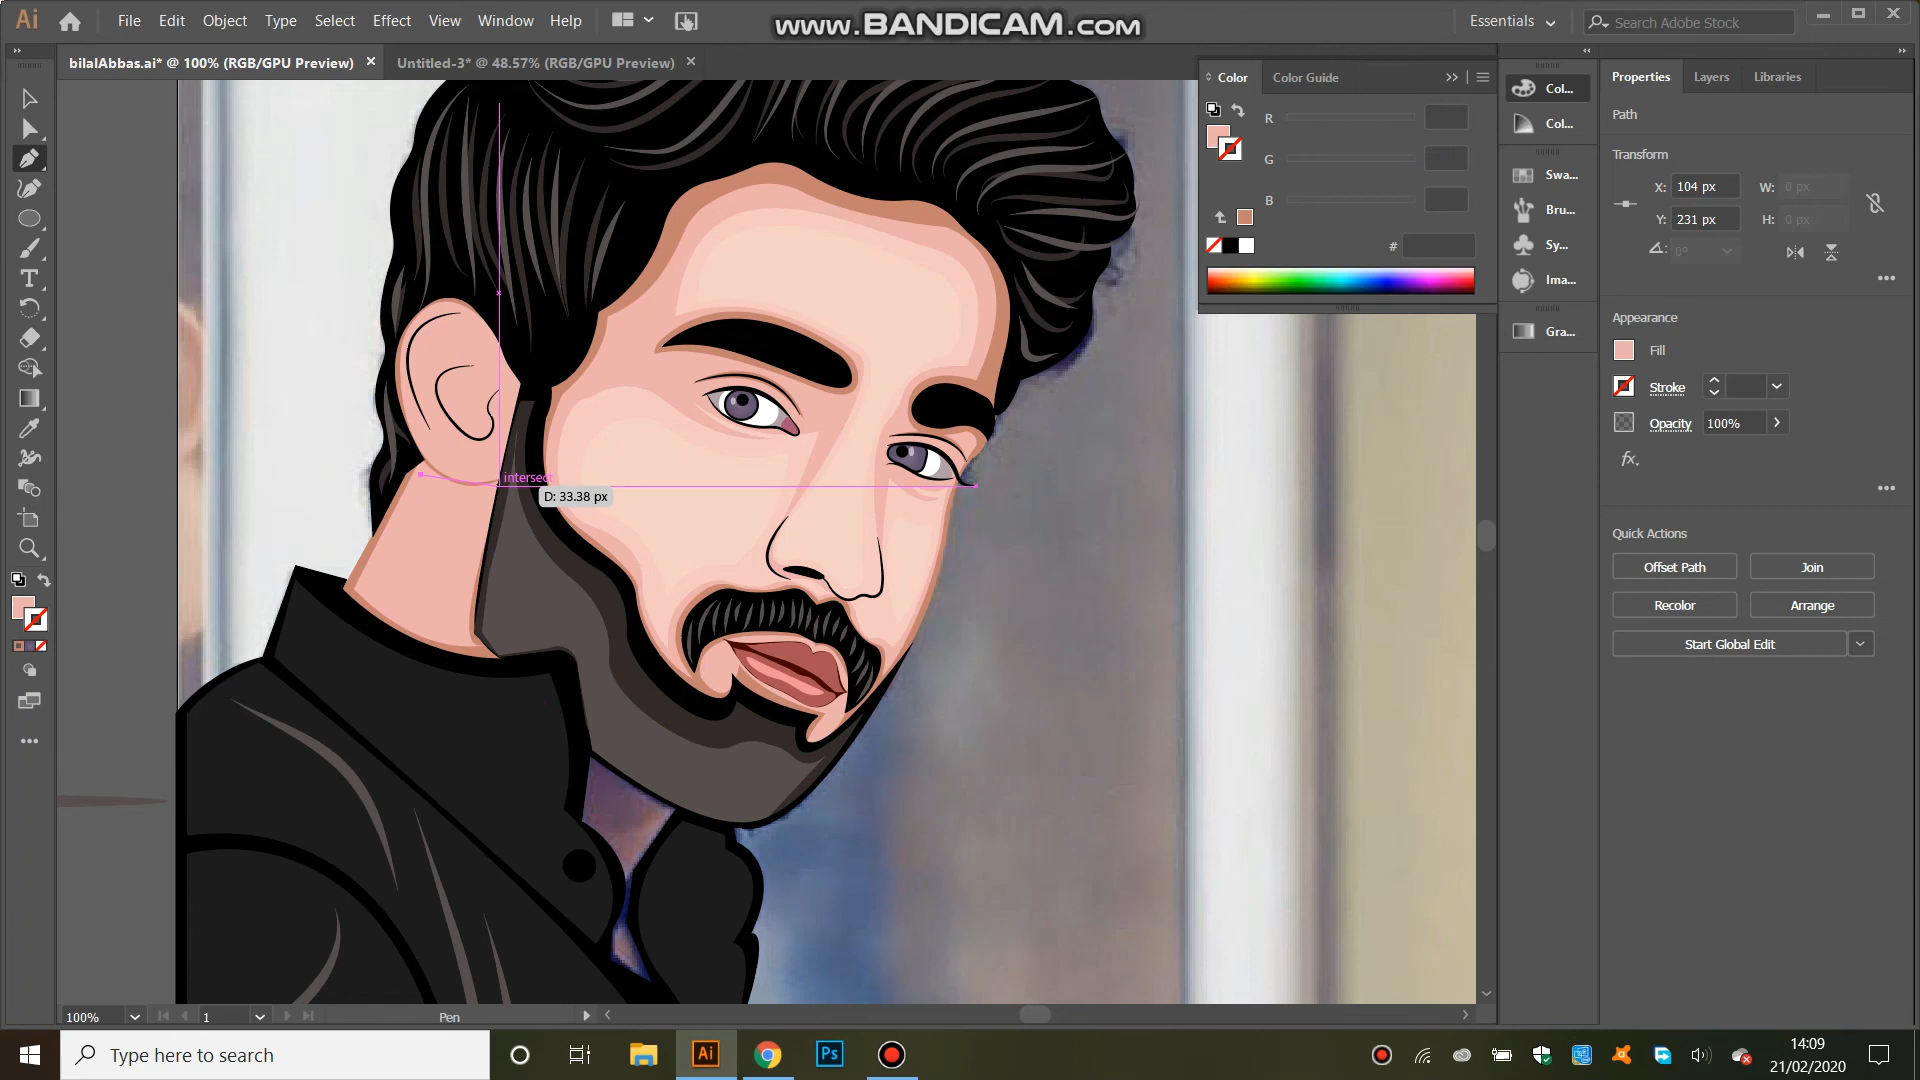 Ai File Edit Object Type Select Effect View Window Help
www.BANDICAM.com
Essentials
Search Adobe Stock
bilalAbbas.ai* @ 100% (RGB/GPU Preview)
Untitled-3* @ 48.57% (RGB/GPU Preview)
Color
Color Guide
R
G
B
#
Col...
Col...
Swa...
Bru...
Sy...
Ima...
Gra...
Properties Layers Libraries
Path
Transform
X: 104 px W: 0 px
Y: 231 px H: 0 px
0°
Appearance
Fill
Stroke
Opacity 100%
fx.
Quick Actions
Offset Path Join
Recolor Arrange
Start Global Edit
intersect
D: 33.38 px
100%
1
Pen
Type here to search
Ai
Ps
14:09
21/02/2020